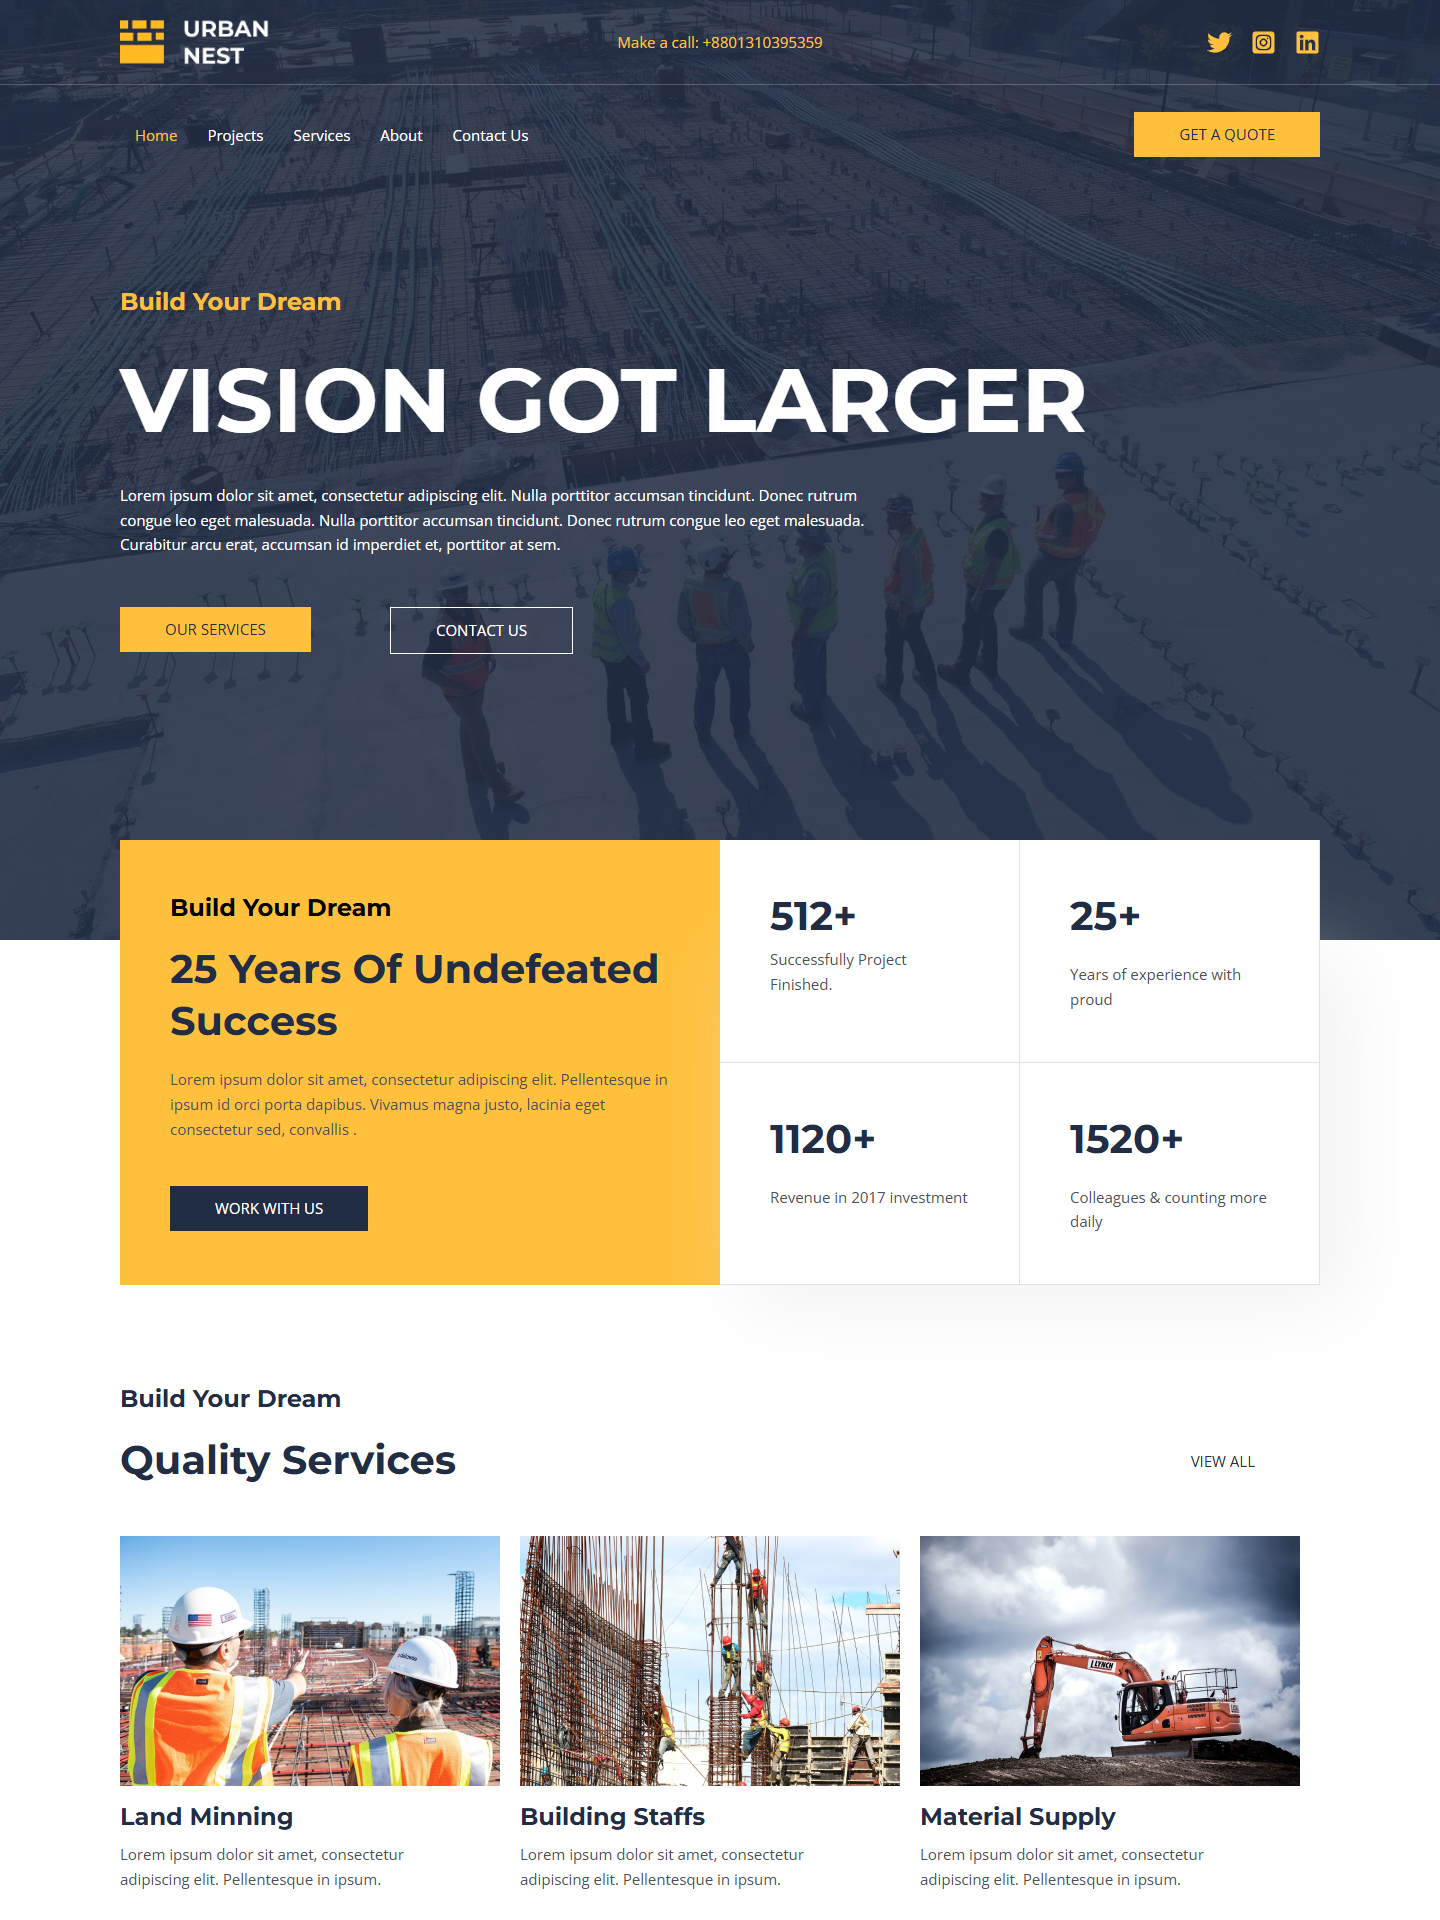 URBAN
NEST
Make a call: +8801310395359
Home Projects Services About Contact Us
GET A QUOTE
Build Your Dream
VISION GOT LARGER
Lorem ipsum dolor sit amet, consectetur adipiscing elit. Nulla porttitor accumsan tincidunt. Donec rutrum
congue leo eget malesuada. Nulla porttitor accumsan tincidunt. Donec rutrum congue leo eget malesuada.
Curabitur arcu erat, accumsan id imperdiet et, porttitor at sem.
OUR SERVICES
CONTACT US
Build Your Dream
25 Years Of Undefeated
Success
Lorem ipsum dolor sit amet, consectetur adipiscing elit. Pellentesque in
ipsum id orci porta dapibus. Vivamus magna justo, lacinia eget
consectetur sed, convallis .
WORK WITH US
512+
Successfully Project
Finished.
25+
Years of experience with
proud
1120+
Revenue in 2017 investment
1520+
Colleagues & counting more
daily
Build Your Dream
Quality Services
VIEW ALL
LLYNCH
Land Minning
Lorem ipsum dolor sit amet, consectetur
adipiscing elit. Pellentesque in ipsum.
Building Staffs
Lorem ipsum dolor sit amet, consectetur
adipiscing elit. Pellentesque in ipsum.
Material Supply
Lorem ipsum dolor sit amet, consectetur
adipiscing elit. Pellentesque in ipsum.